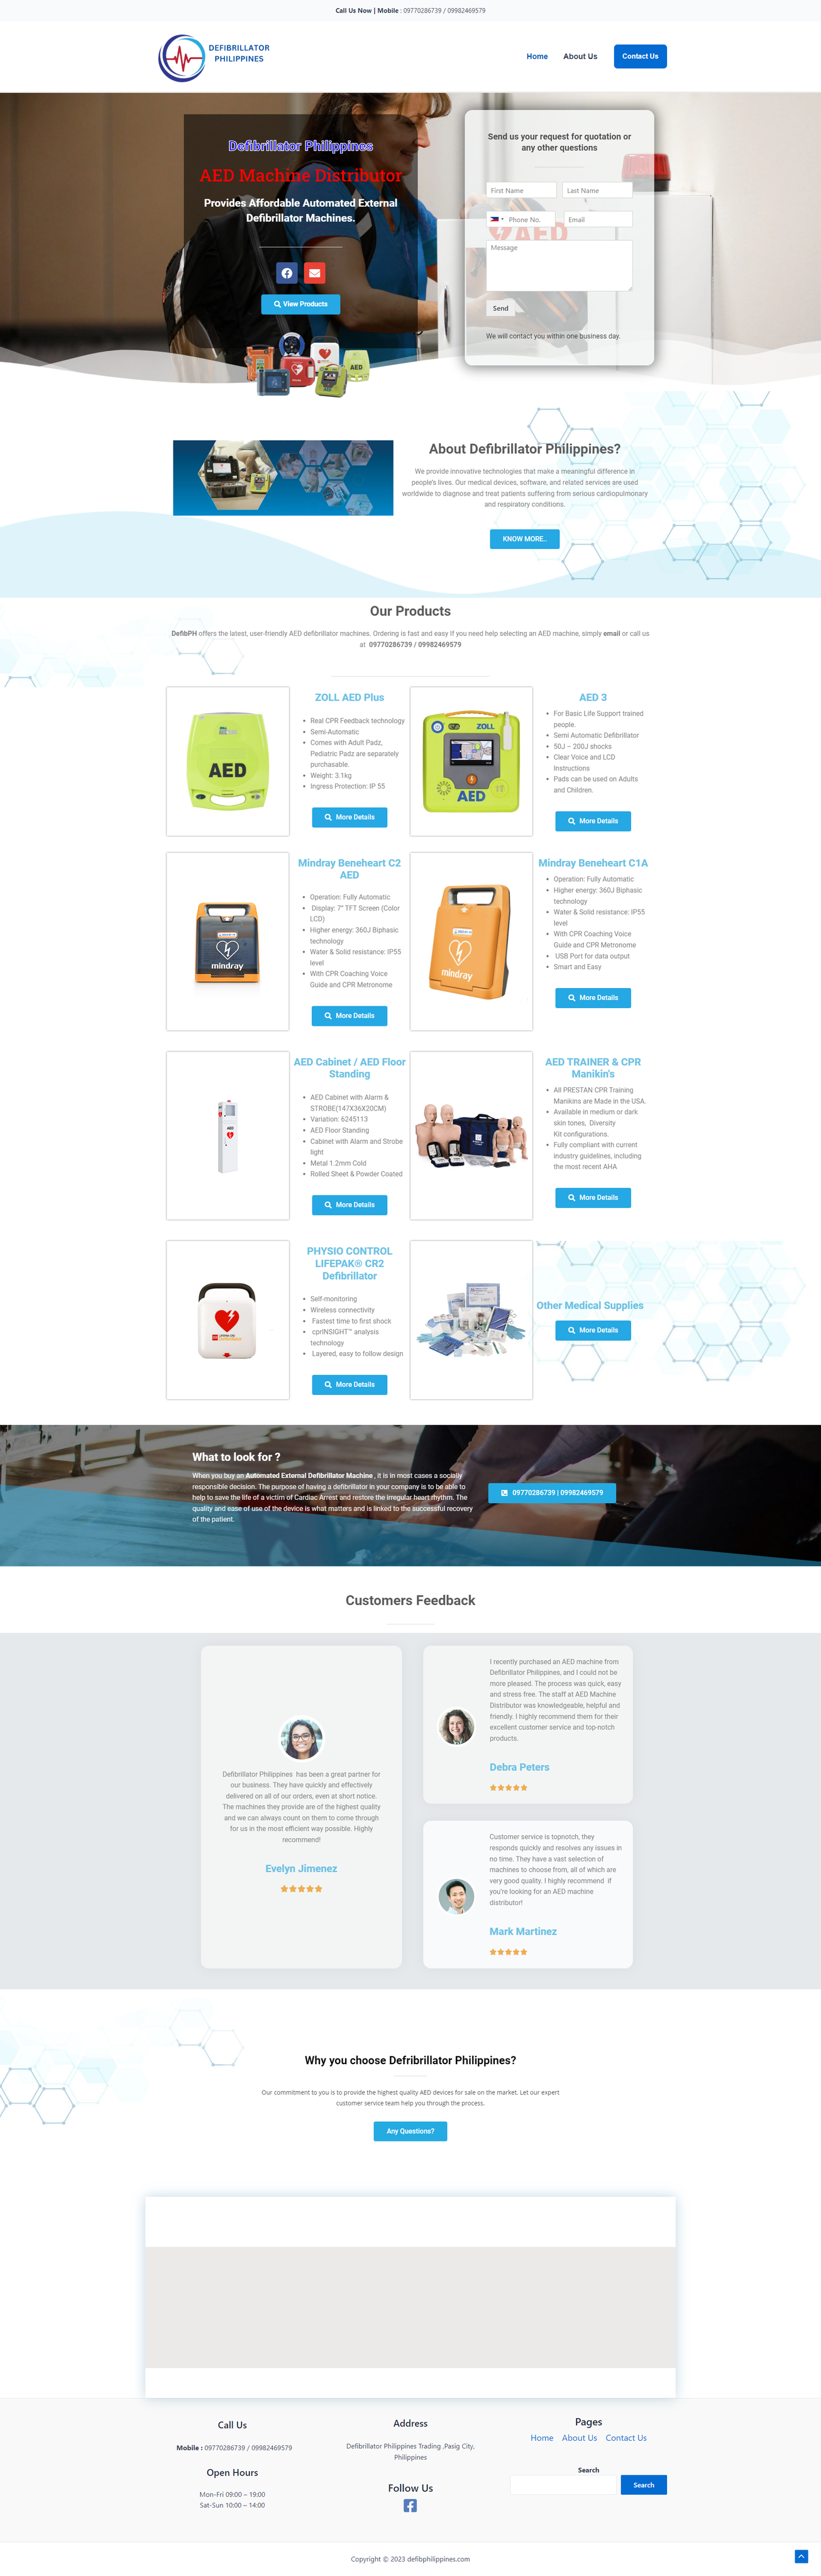 Call Us Now | Mobile : 09770286739 / 09982469579
DEFIBRILLATOR
PHILIPPINES
Home
About Us
Contact Us
Defibrillator Philippines
AED Machine Distributor
Provides Affordable Automated External
Defibrillator Machines.
View Products
Send us your request for quotation or
any other questions
First Name
Last Name
Phone No.
Email
Message
Send
We will contact you within one business day.
About Defibrillator Philippines?
We provide innovative technologies that make a meaningful difference in
people's lives. Our medical devices, software, and related services are used
worldwide to diagnose and treat patients suffering from serious cardiopulmonary
and respiratory conditions.
KNOW MORE..
Our Products
DefibPH offers the latest, user-friendly AED defibrillator machines. Ordering is fast and easy If you need help selecting an AED machine, simply email or call us
at 09770286739 / 09982469579
AED
ZOLL AED Plus
Real CPR Feedback technology
Semi-Automatic
Comes with Adult Padz,
Pediatric Padz are separately
purchasable.
Weight: 3.1kg
Ingress Protection: IP 55
More Details
ZOLL
AED
AED 3
For Basic Life Support trained
people.
Semi Automatic Defibrillator
50J – 200J shocks
Clear Voice and LCD
Instructions
Pads can be used on Adults
and Children.
More Details
mindray
Mindray Beneheart C2
AED
Operation: Fully Automatic
Display: 7" TFT Screen (Color
LCD)
Higher energy: 360J Biphasic
technology
Water & Solid resistance: IP55
level
With CPR Coaching Voice
Guide and CPR Metronome
More Details
mindray
Mindray Beneheart C1A
Operation: Fully Automatic
Higher energy: 360J Biphasic
technology
Water & Solid resistance: IP55
level
With CPR Coaching Voice
Guide and CPR Metronome
USB Port for data output
Smart and Easy
More Details
AED
AED Cabinet / AED Floor
Standing
AED Cabinet with Alarm &
STROBE(147X36X20CM)
Variation: 6245113
AED Floor Standing
Cabinet with Alarm and Strobe
light
Metal 1.2mm Cold
Rolled Sheet & Powder Coated
More Details
AED TRAINER & CPR
Manikin's
All PRESTAN CPR Training
Manikins are Made in the USA.
Available in medium or dark
skin tones, Diversity
Kit configurations.
Fully compliant with current
industry guidelines, including
the most recent AHA
More Details
PHYSIO CONTROL
LIFEPAK® CR2
Defibrillator
Self-monitoring
Wireless connectivity
Fastest time to first shock
cprINSIGHT™ analysis
technology
Layered, easy to follow design
More Details
Other Medical Supplies
More Details
What to look for ?
When you buy an Automated External Defibrillator Machine , it is in most cases a socially
responsible decision. The purpose of having a defibrillator in your company is to be able to
help to save the life of a victim of Cardiac Arrest and restore the irregular heart rhythm. The
quality and ease of use of the device is what matters and is linked to the successful recovery
of the patient.
09770286739 | 09982469579
Customers Feedback
Defibrillator Philippines has been a great partner for
our business. They have quickly and effectively
delivered on all of our orders, even at short notice.
The machines they provide are of the highest quality
and we can always count on them to come through
for us in the most efficient way possible. Highly
recommend!
Evelyn Jimenez
I recently purchased an AED machine from
Defibrillator Philippines, and I could not be
more pleased. The process was quick, easy
and stress free. The staff at AED Machine
Distributor was knowledgeable, helpful and
friendly. I highly recommend them for their
excellent customer service and top-notch
products.
Debra Peters
Customer service is topnotch, they
responds quickly and resolves any issues in
no time. They have a vast selection of
machines to choose from, all of which are
very good quality. I highly recommend if
you're looking for an AED machine
distributor!
Mark Martinez
Why you choose Defribrillator Philippines?
Our commitment to you is to provide the highest quality AED devices for sale on the market. Let our expert
customer service team help you through the process.
Any Questions?
Call Us
Mobile : 09770286739 / 09982469579
Open Hours
Mon-Fri 09:00 – 19:00
Sat-Sun 10:00 – 14:00
Address
Defibrillator Philippines Trading ,Pasig City,
Philippines
Follow Us
Pages
Home
About Us
Contact Us
Search
Search
Copyright © 2023 defibphilippines.com